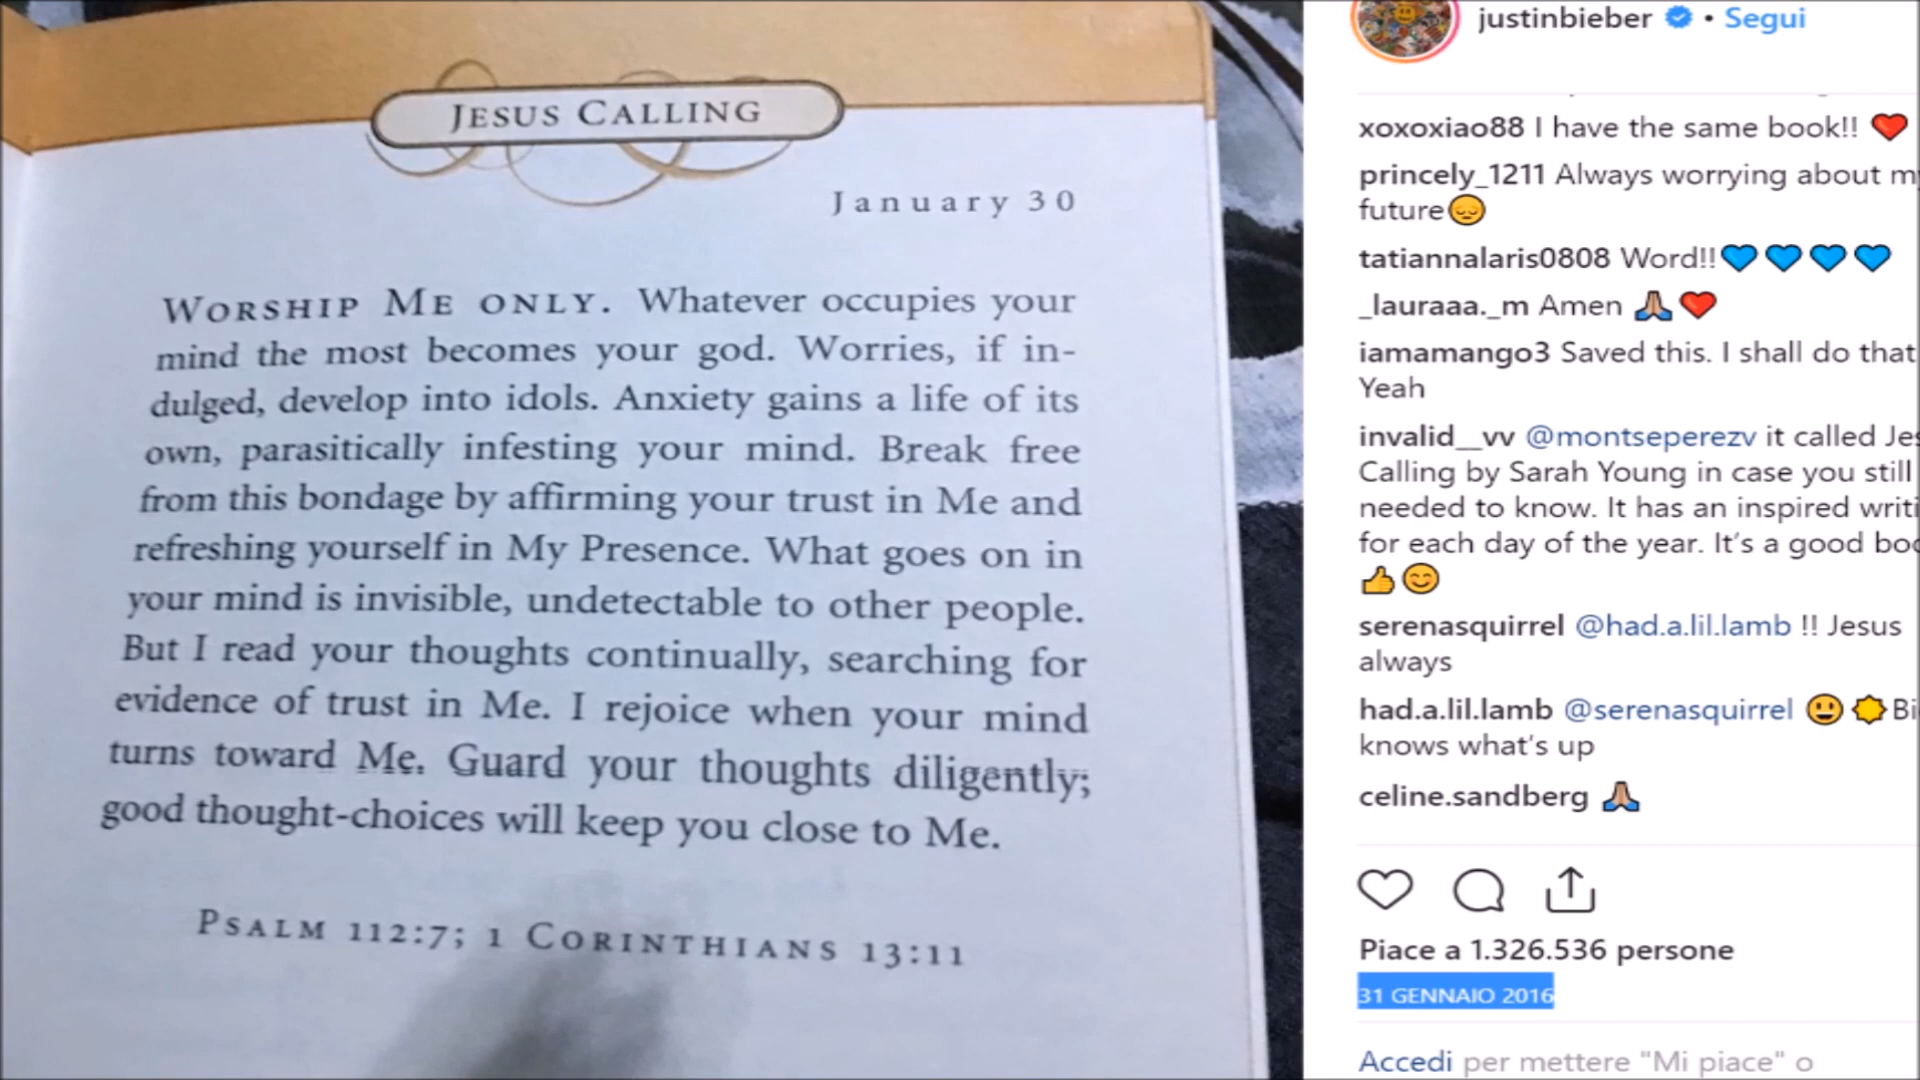 JESUS CALLING
January 30
WORSHIP ME ONLY. Whatever occupies your
mind the most becomes your god. Worries, if in-
dulged, develop into idols. Anxiety gains a life of its
own, parasitically infesting your mind. Break free
from this bondage by affirming your trust in Me and
refreshing yourself in My Presence. What goes on in
your mind is invisible, undetectable to other people.
But I read your thoughts continually, searching for
evidence of trust in Me. I rejoice when your mind
turns toward Me. Guard your thoughts diligently;
good thought-choices will keep you close to Me.
PSALM 112:7; 1 CORINTHIANS 13:11
justinbieber • Segui
xoxoxiao88 I have the same book!! ❤️
princely_1211 Always worrying about
future😔
tatiannalaris0808 Word!!💙💙💙💙
_lauraaa._m Amen 🙏🏼❤️
iamamango3 Saved this. I shall do that
Yeah
invalid__vv @montseperezv it called
Calling by Sarah Young in case you still
needed to know. It has an inspired
for each day of the year. It's a good
👍😊
serenasquirrel @had.a.lil.lamb !! Jesus
always
had.a.lil.lamb @serenasquirrel 😃
knows what's up
celine.sandberg 🙏🏼
Piace a 1.326.536 persone
31 GENNAIO 2016
Accedi per mettere "Mi piace" o